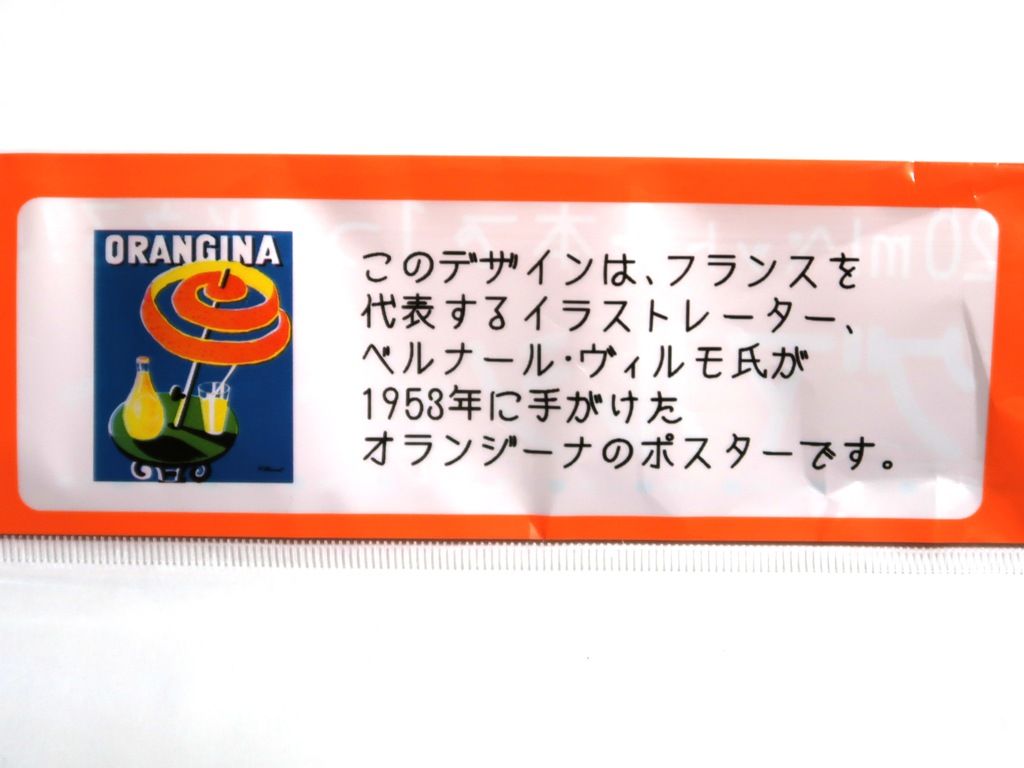 ORANGINA
このデザインは、フランスを
代表するイラストレーター、
ベルナール・ヴィルモ氏が
1953年に手がけた
オランジーナのポスターです。